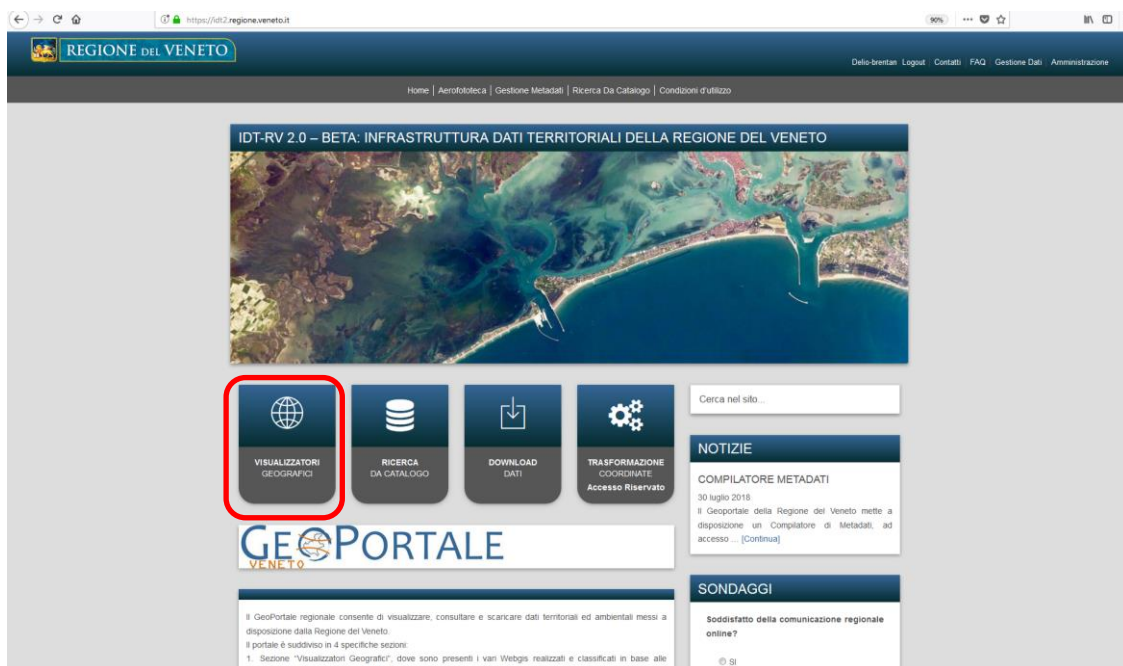 https://idt2.regione.veneto.it
90%
REGIONE DEL VENETO
Delio-brentan Logout Contatti FAQ Gestione Dati Amministrazione
Home | Aerofototeca | Gestione Metadati | Ricerca Da Catalogo | Condizioni d'utilizzo
IDT-RV 2.0 – BETA: INFRASTRUTTURA DATI TERRITORIALI DELLA REGIONE DEL VENETO
VISUALIZZATORI
GEOGRAFICI
RICERCA
DA CATALOGO
DOWNLOAD
DATI
TRASFORMAZIONE
COORDINATE
Accesso Riservato
Cerca nel sito...
NOTIZIE
COMPILATORE METADATI
30 luglio 2018
Il Geoportale della Regione del Veneto mette a
disposizione un Compilatore di Metadati, ad
accesso ... [Continua]
GEOPORTALE
VENETO
Il GeoPortale regionale consente di visualizzare, consultare e scaricare dati territoriali ed ambientali messi a
disposizione dalla Regione del Veneto.
Il portale è suddiviso in 4 specifiche sezioni:
1. Sezione "Visualizzatori Geografici", dove sono presenti i vari Webgis realizzati e classificati in base alle
SONDAGGI
Soddisfatto della comunicazione regionale
online?
SI